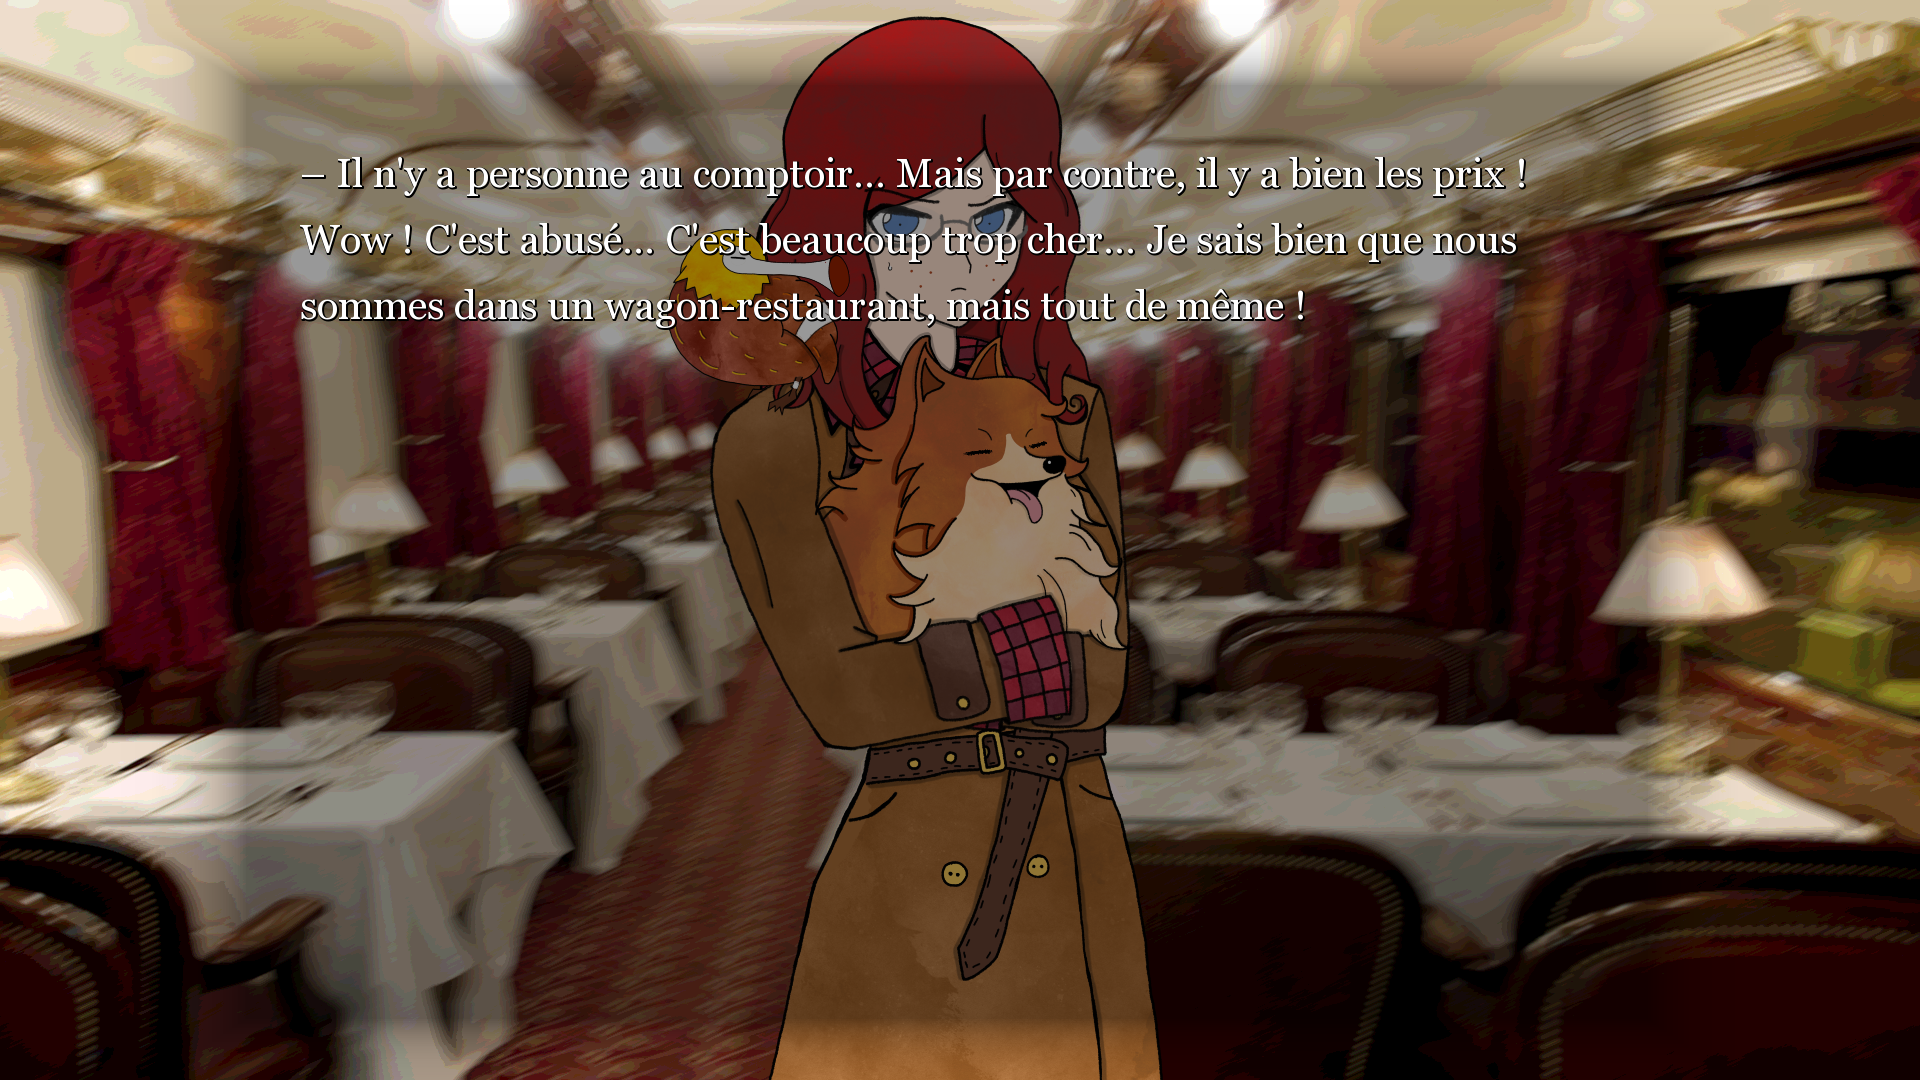 – Il n'y a personne au comptoir... Mais par contre, il y a bien les prix !
Wow ! C'est abusé... C'est beaucoup trop cher... Je sais bien que nous
sommes dans un wagon-restaurant, mais tout de même !